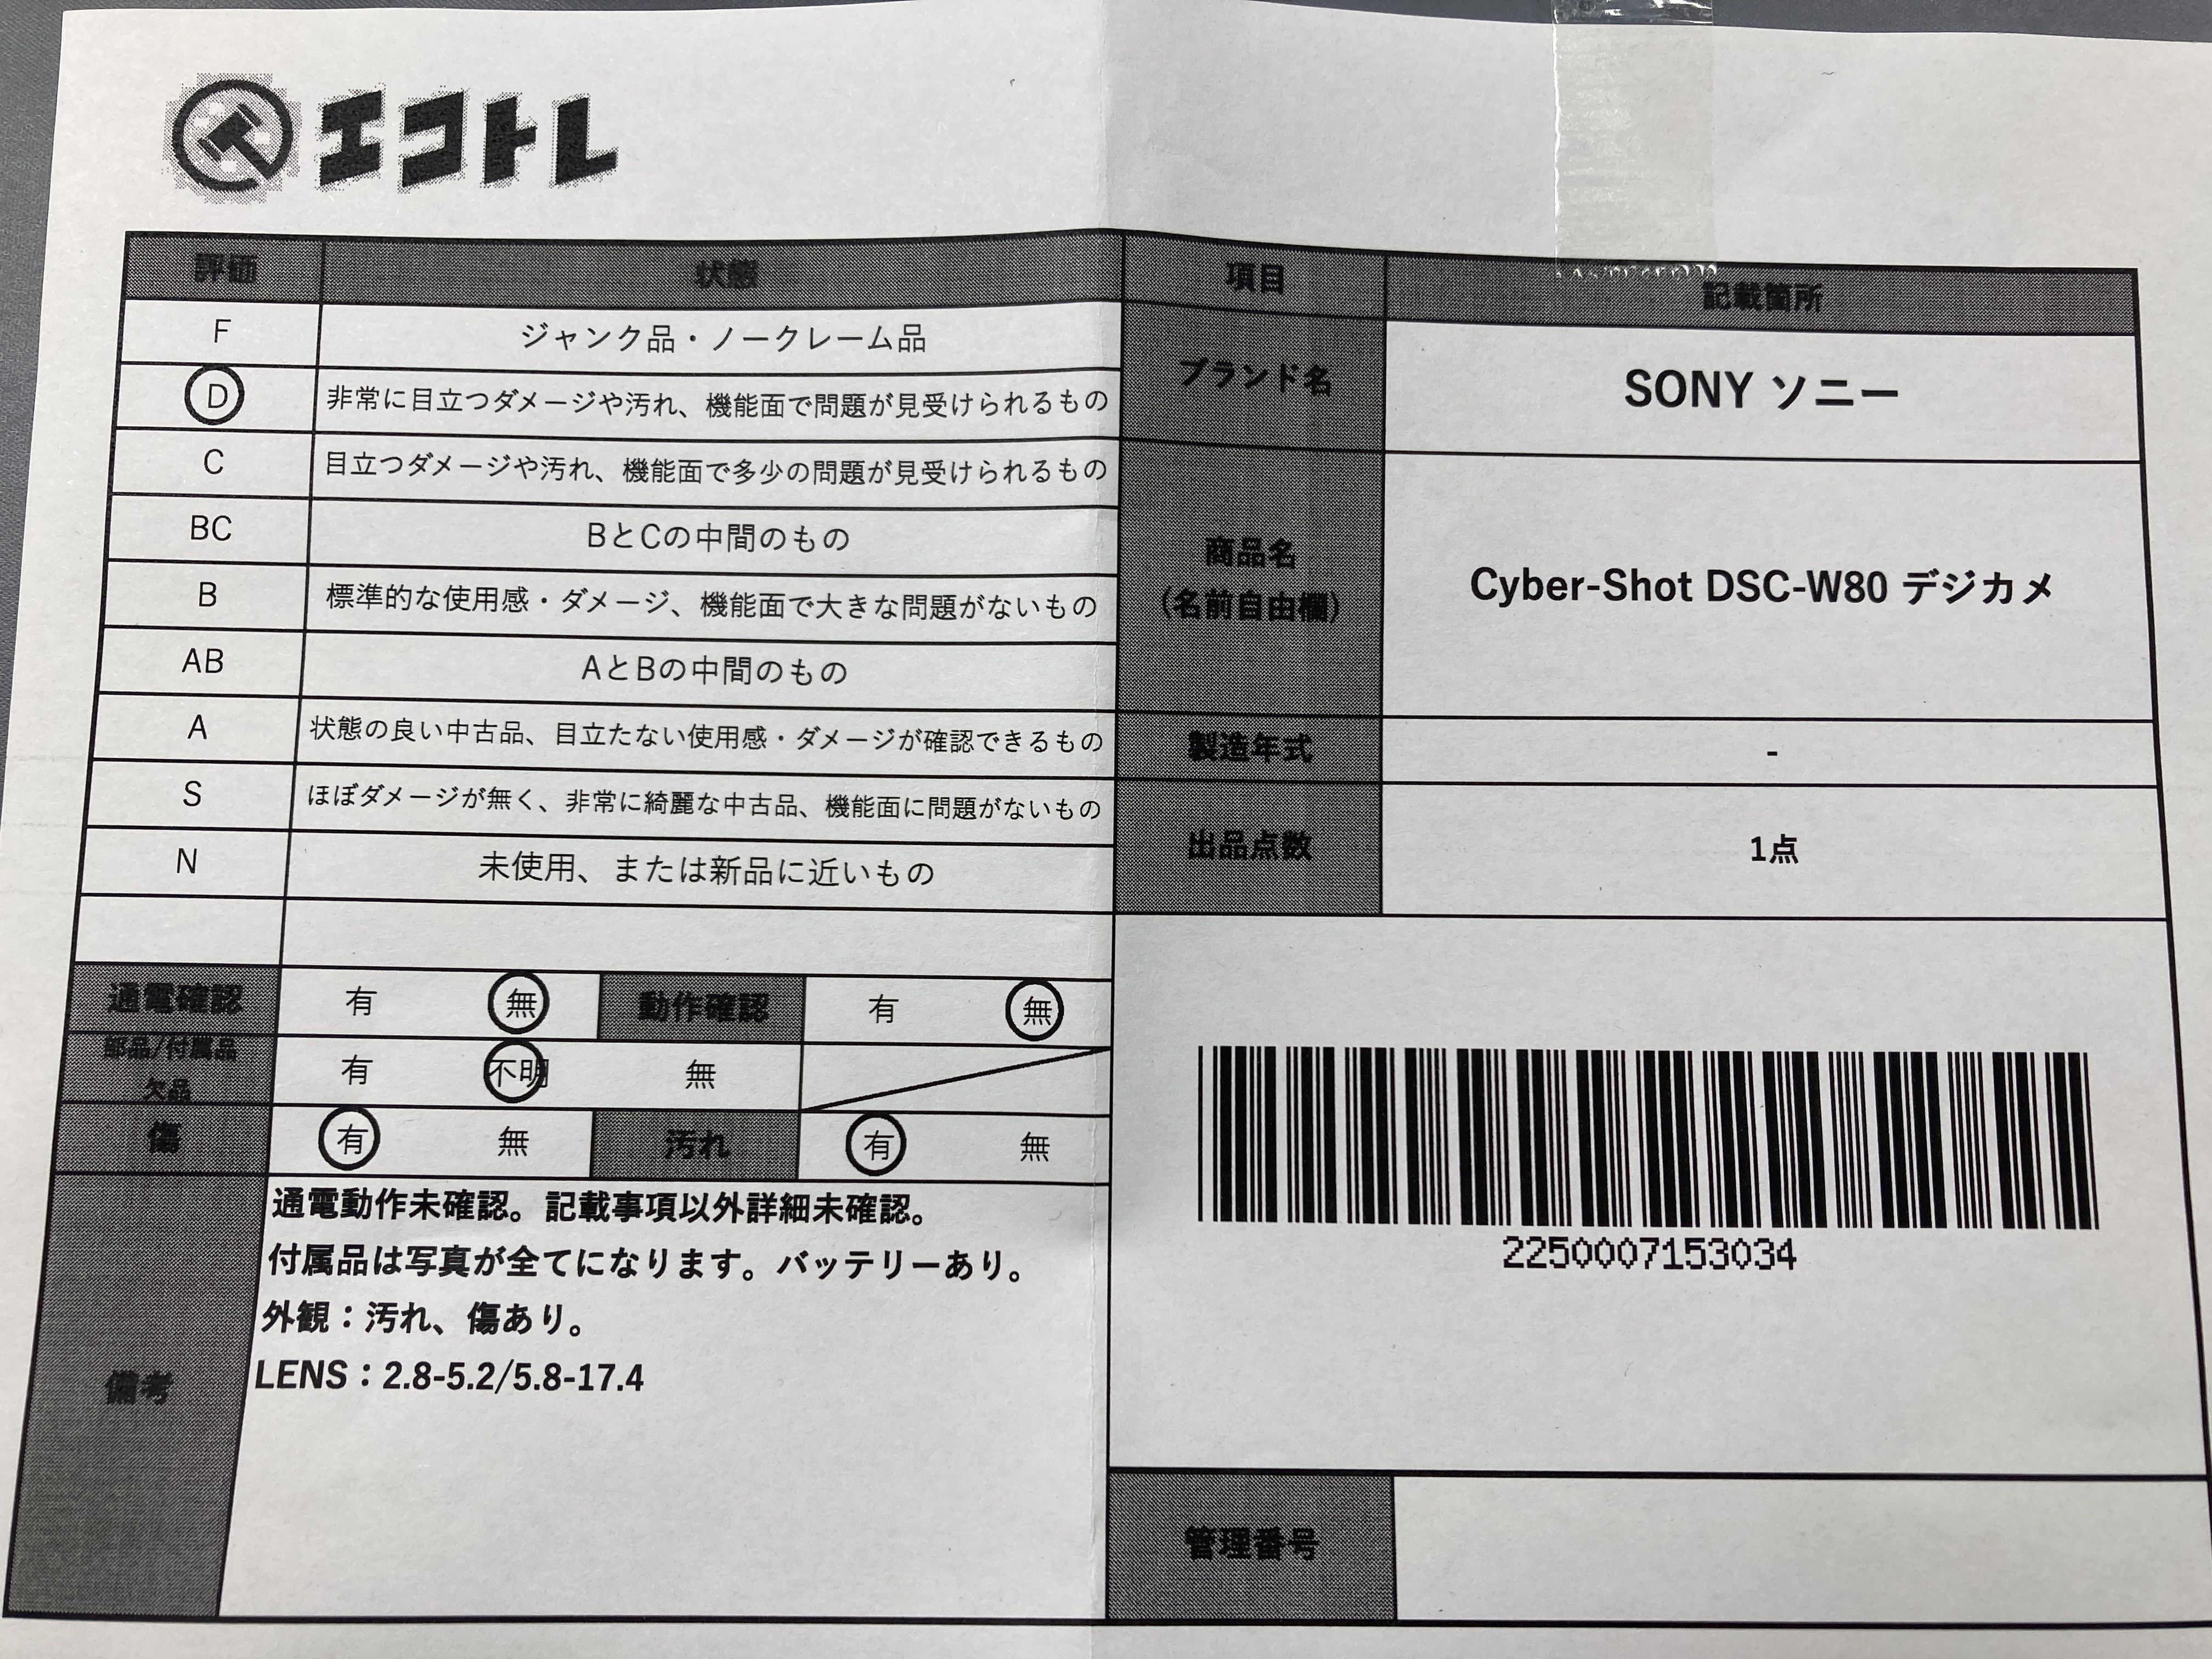 エコトレ
評価 状態
F ジャンク品・ノークレーム品
D 非常に目立つダメージや汚れ、機能面で問題が見受けられるもの
C 目立つダメージや汚れ、機能面で多少の問題が見受けられるもの
BC BとCの中間のもの
B 標準的な使用感・ダメージ、機能面で大きな問題がないもの
AB AとBの中間のもの
A 状態の良い中古品、目立たない使用感・ダメージが確認できるもの
S ほぼダメージが無く、非常に綺麗な中古品、機能面に問題がないもの
N 未使用、または新品に近いもの
通電確認 有 無 動作確認 有 無
部品/付属品
欠品 有 不明 無
傷 有 無 汚れ 有 無
備考
通電動作未確認。記載事項以外詳細未確認。
付属品は写真が全てになります。バッテリーあり。
外観：汚れ、傷あり。
LENS：2.8-5.2/5.8-17.4
項目 記載箇所
ブランド名 SONY ソニー
商品名
(名前自由欄) Cyber-Shot DSC-W80 デジカメ
製造年式 -
出品点数 1点
2250007153034
管理番号